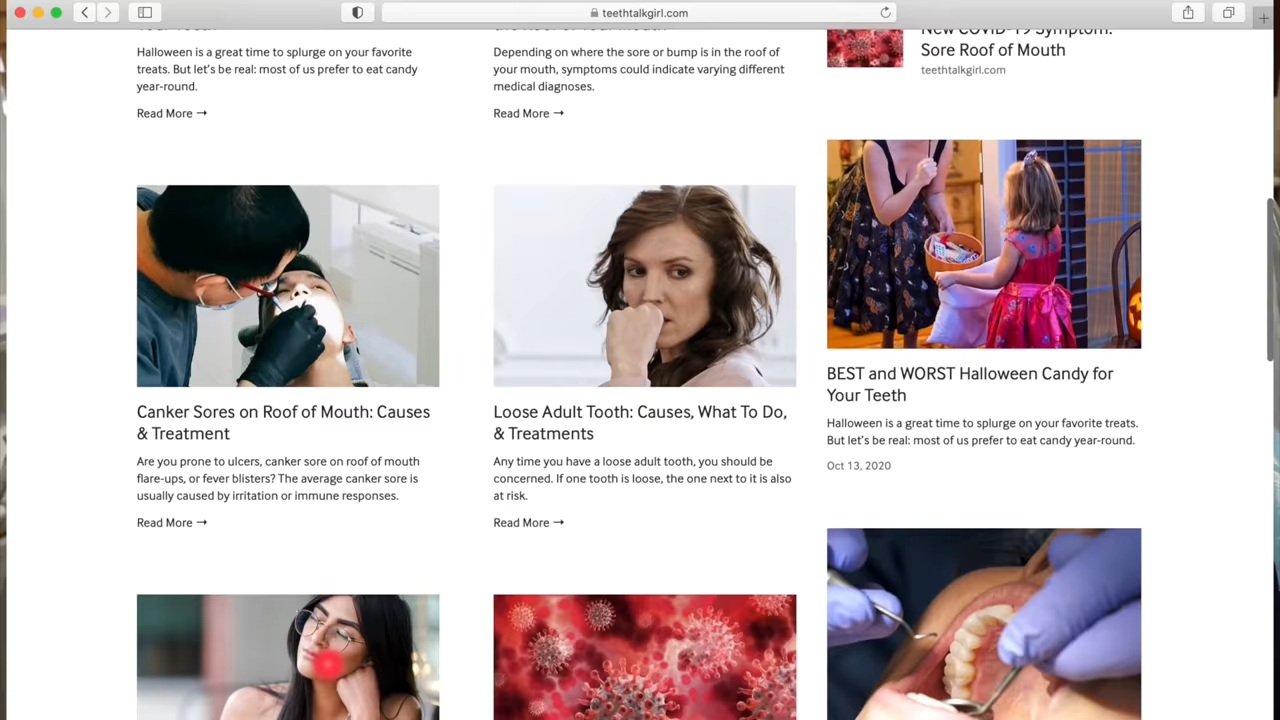 teethtalkgirl.com
Halloween is a great time to splurge on your favorite
treats. But let's be real: most of us prefer to eat candy
year-round.
Read More →
Depending on where the sore or bump is in the roof of
your mouth, symptoms could indicate varying different
medical diagnoses.
Read More →
New COVID-19 Symptom:
Sore Roof of Mouth
teethtalkgirl.com
Canker Sores on Roof of Mouth: Causes
& Treatment
Are you prone to ulcers, canker sore on roof of mouth
flare-ups, or fever blisters? The average canker sore is
usually caused by irritation or immune responses.
Read More →
Loose Adult Tooth: Causes, What To Do,
& Treatments
Any time you have a loose adult tooth, you should be
concerned. If one tooth is loose, the one next to it is also
at risk.
Read More →
BEST and WORST Halloween Candy for
Your Teeth
Halloween is a great time to splurge on your favorite treats.
But let's be real: most of us prefer to eat candy year-round.
Oct 13, 2020